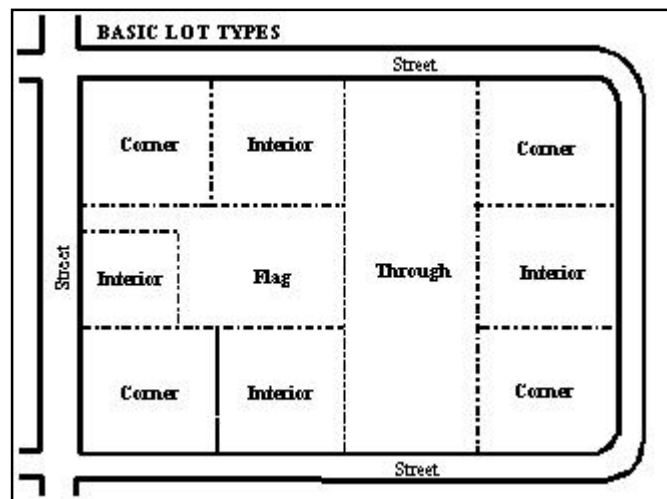 BASIC LOT TYPES
Street
Corner Interior Corner
Street
Interior Flag Through Interior
Corner Interior Corner
Street